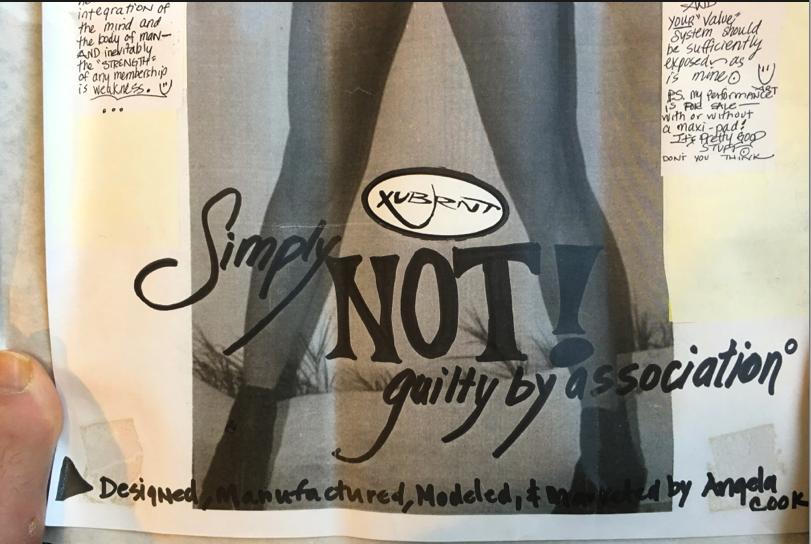 integration of
the mind and
the body of man—
AND inevitably
the "STRENGTH"
of any membership
is weakness.
...
AND
YOUR "Value"
System should
be sufficiently
exposed as
is mine
P.S. My performance
IS FOR SALE—
with or without
a maxi-pad!
It's Pretty GOOD
STUFF
DON'T YOU THINK
XUBRNT
Simply
NOT!
guilty by association°
Designed, Manufactured, Modeled, & Marketed by Angela
Cook